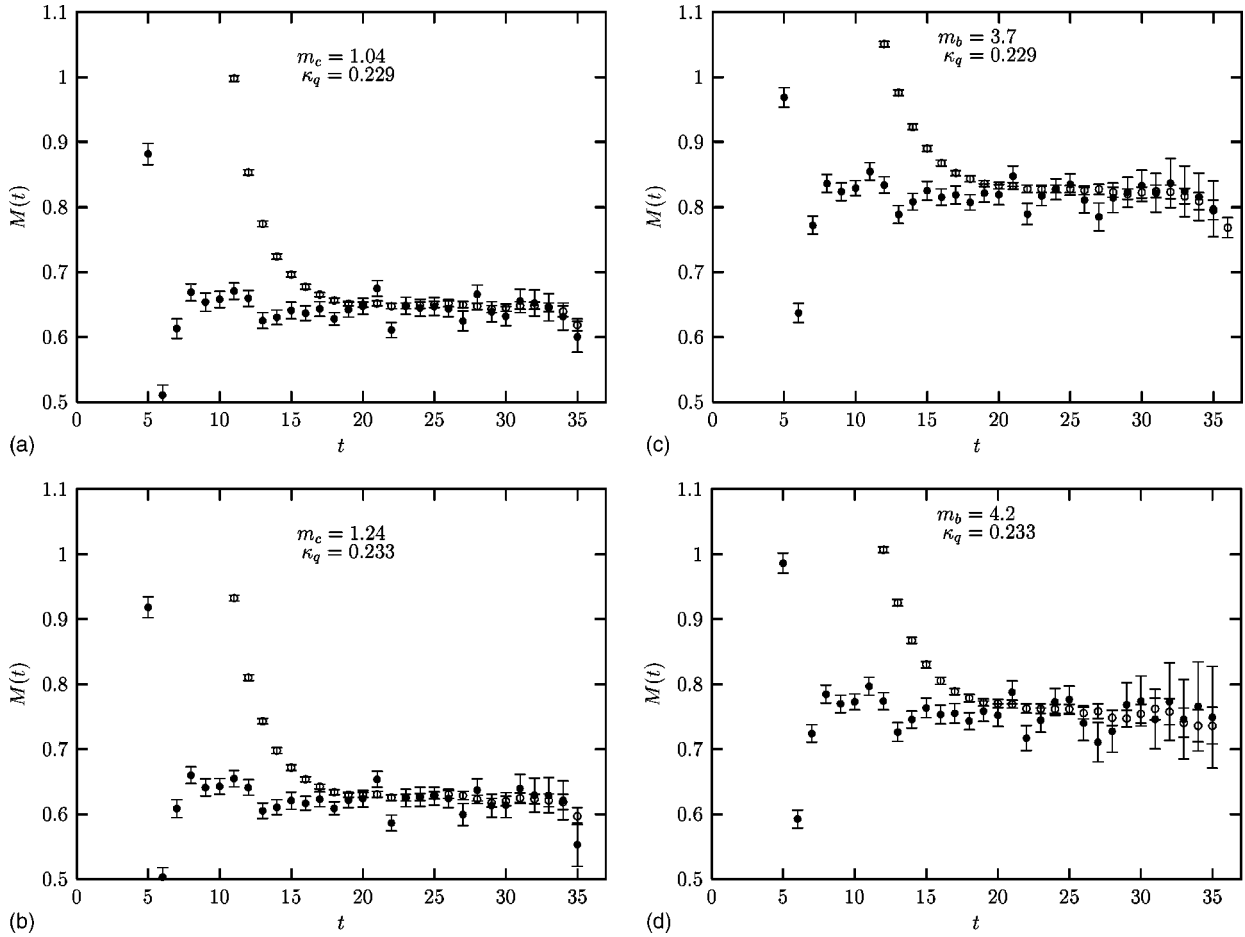 1.1
1
0.9
0.8
0.7
0.6
0.5
M(t)
m_c = 1.04
κ_q = 0.229
0 5 10 15 20 25 30 35
t
(a)
1.1
1
0.9
0.8
0.7
0.6
0.5
M(t)
m_c = 1.24
κ_q = 0.233
0 5 10 15 20 25 30 35
t
(b)
1.1
1
0.9
0.8
0.7
0.6
0.5
M(t)
m_b = 3.7
κ_q = 0.229
0 5 10 15 20 25 30 35
t
(c)
1.1
1
0.9
0.8
0.7
0.6
0.5
M(t)
m_b = 4.2
κ_q = 0.233
0 5 10 15 20 25 30 35
t
(d)